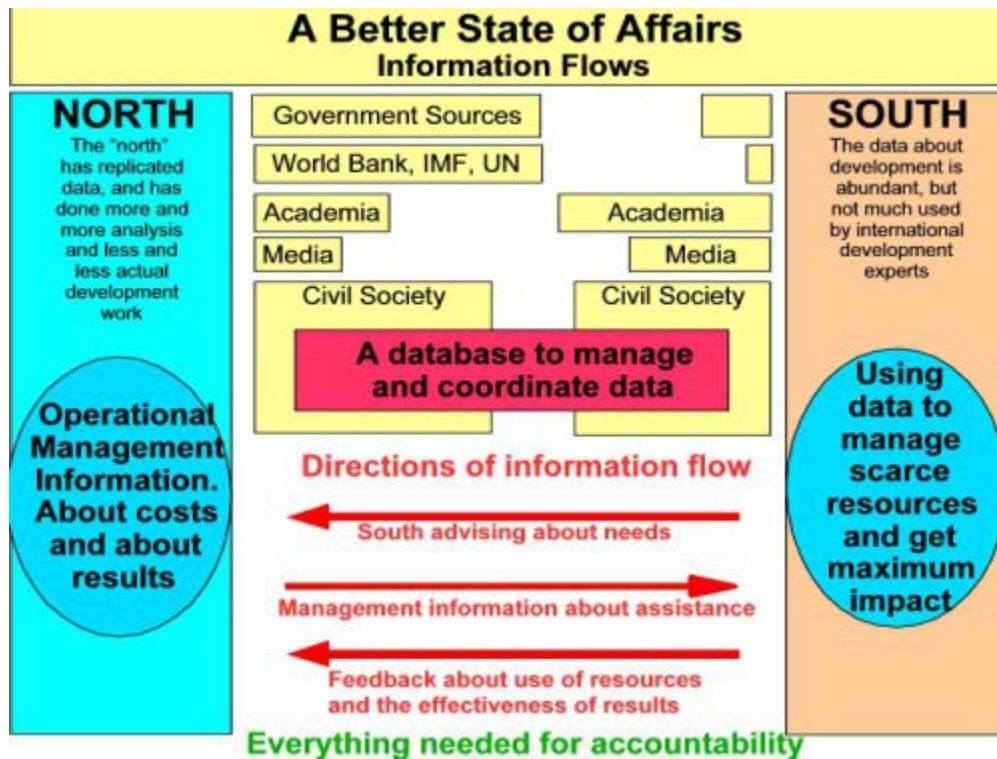 A Better State of Affairs
Information Flows
NORTH
The "north"
has replicated
data, and has
done more and
more analysis
and less and
less actual
development
work
Operational
Management
Information.
About costs
and about
results
Government Sources
World Bank, IMF, UN
Academia
Academia
Media
Media
Civil Society
Civil Society
A database to manage
and coordinate data
Directions of information flow
South advising about needs
Management information about assistance
Feedback about use of resources
and the effectiveness of results
Everything needed for accountability
SOUTH
The data about
development is
abundant, but
not much used
by international
development
experts
Using
data to
manage
scarce
resources
and get
maximum
impact